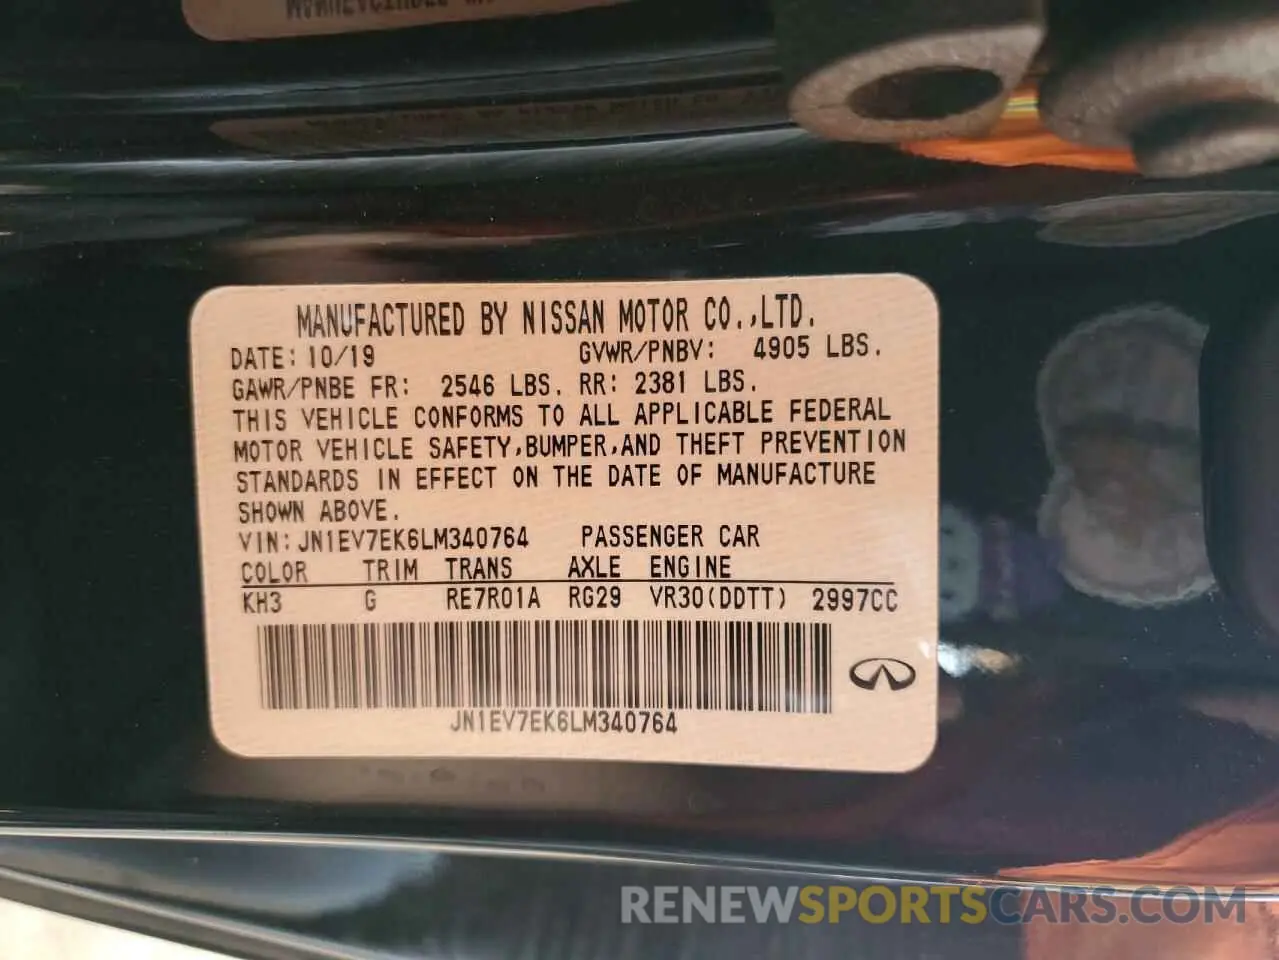 MANUFACTURED BY NISSAN MOTOR CO.,LTD.
DATE: 10/19 GVWR/PNBV: 4905 LBS.
GAWR/PNBE FR: 2546 LBS. RR: 2381 LBS.
THIS VEHICLE CONFORMS TO ALL APPLICABLE FEDERAL
MOTOR VEHICLE SAFETY,BUMPER,AND THEFT PREVENTION
STANDARDS IN EFFECT ON THE DATE OF MANUFACTURE
SHOWN ABOVE.
VIN: JN1EV7EK6LM340764 PASSENGER CAR
COLOR TRIM TRANS AXLE ENGINE
KH3 G RE7R01A RG29 VR30(DDTT) 2997CC
JN1EV7EK6LM340764
RENEWSPORTSCARS.COM